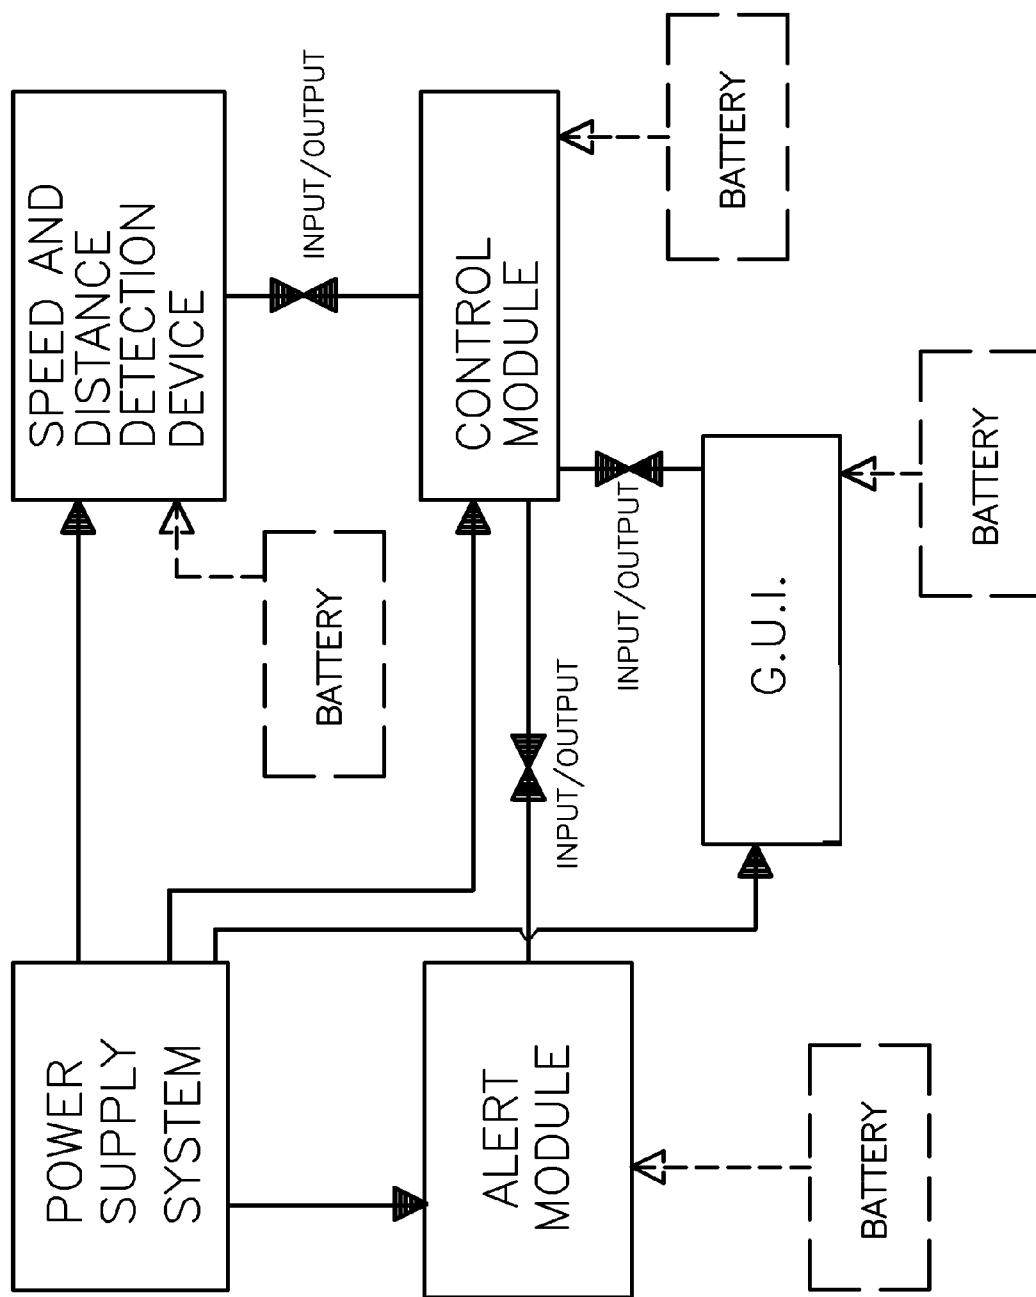 POWER
SUPPLY
SYSTEM
SPEED AND
DISTANCE
DETECTION
DEVICE
BATTERY
INPUT/OUTPUT
ALERT
MODULE
CONTROL
MODULE
INPUT/OUTPUT
INPUT/OUTPUT
BATTERY
G.U.I.
BATTERY
BATTERY